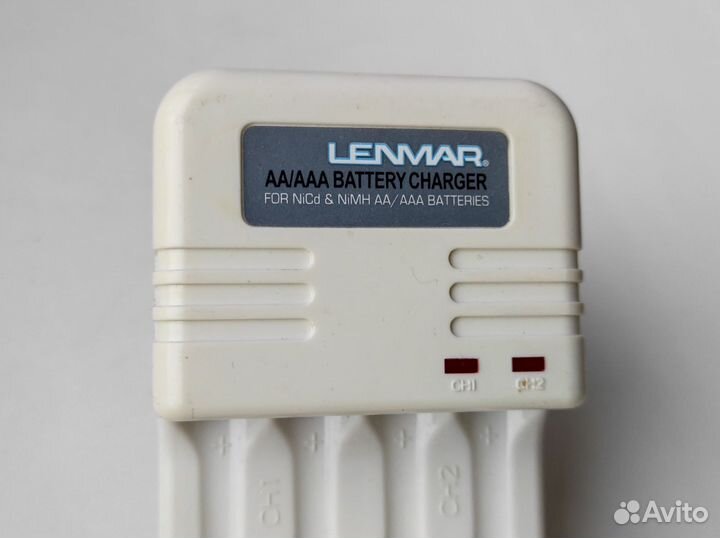 LENMAR®
AA/AAA BATTERY CHARGER
FOR NiCd & NiMH AA/AAA BATTERIES
CH1 CH2
+ + + +
CH1 CH2
Avito